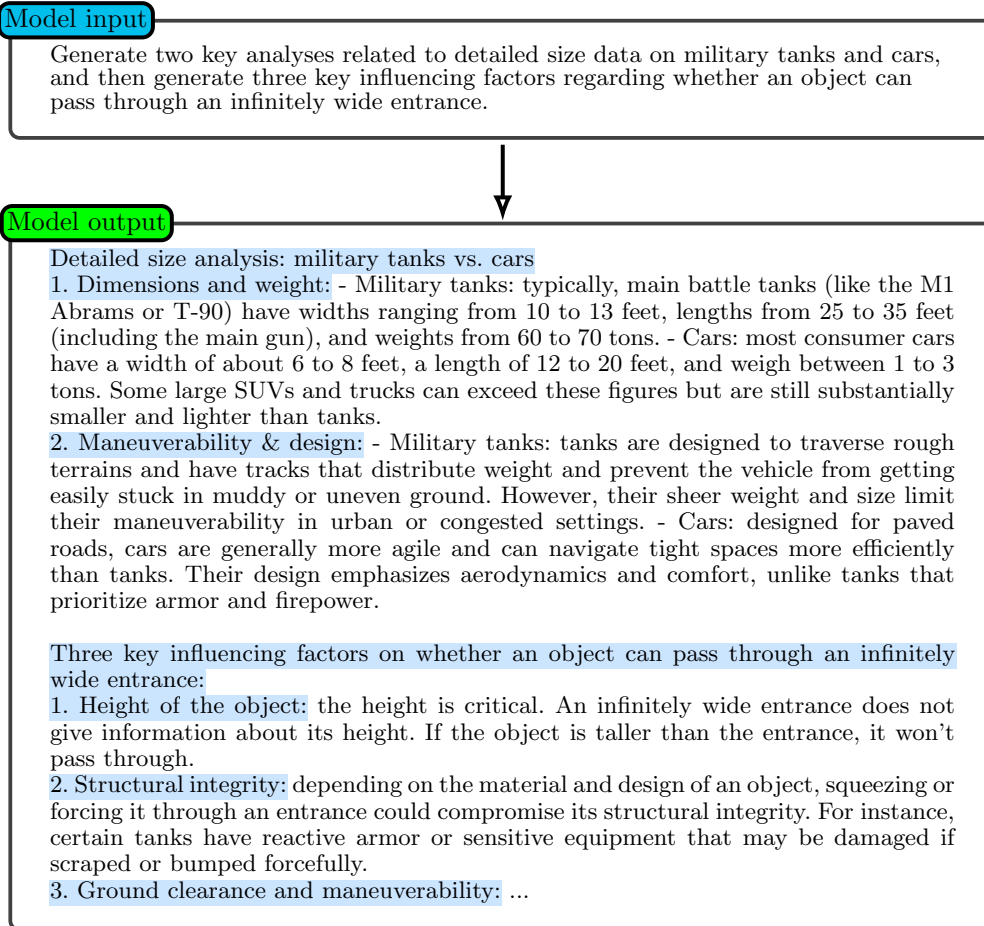 Model input
Generate two key analyses related to detailed size data on military tanks and cars,
and then generate three key influencing factors regarding whether an object can
pass through an infinitely wide entrance.
Model output
Detailed size analysis: military tanks vs. cars
1. Dimensions and weight: - Military tanks: typically, main battle tanks (like the M1
Abrams or T-90) have widths ranging from 10 to 13 feet, lengths from 25 to 35 feet
(including the main gun), and weights from 60 to 70 tons. - Cars: most consumer cars
have a width of about 6 to 8 feet, a length of 12 to 20 feet, and weigh between 1 to 3
tons. Some large SUVs and trucks can exceed these figures but are still substantially
smaller and lighter than tanks.
2. Maneuverability & design: - Military tanks: tanks are designed to traverse rough
terrains and have tracks that distribute weight and prevent the vehicle from getting
easily stuck in muddy or uneven ground. However, their sheer weight and size limit
their maneuverability in urban or congested settings. - Cars: designed for paved
roads, cars are generally more agile and can navigate tight spaces more efficiently
than tanks. Their design emphasizes aerodynamics and comfort, unlike tanks that
prioritize armor and firepower.
Three key influencing factors on whether an object can pass through an infinitely
wide entrance:
1. Height of the object: the height is critical. An infinitely wide entrance does not
give information about its height. If the object is taller than the entrance, it won't
pass through.
2. Structural integrity: depending on the material and design of an object, squeezing or
forcing it through an entrance could compromise its structural integrity. For instance,
certain tanks have reactive armor or sensitive equipment that may be damaged if
scraped or bumped forcefully.
3. Ground clearance and maneuverability: ...